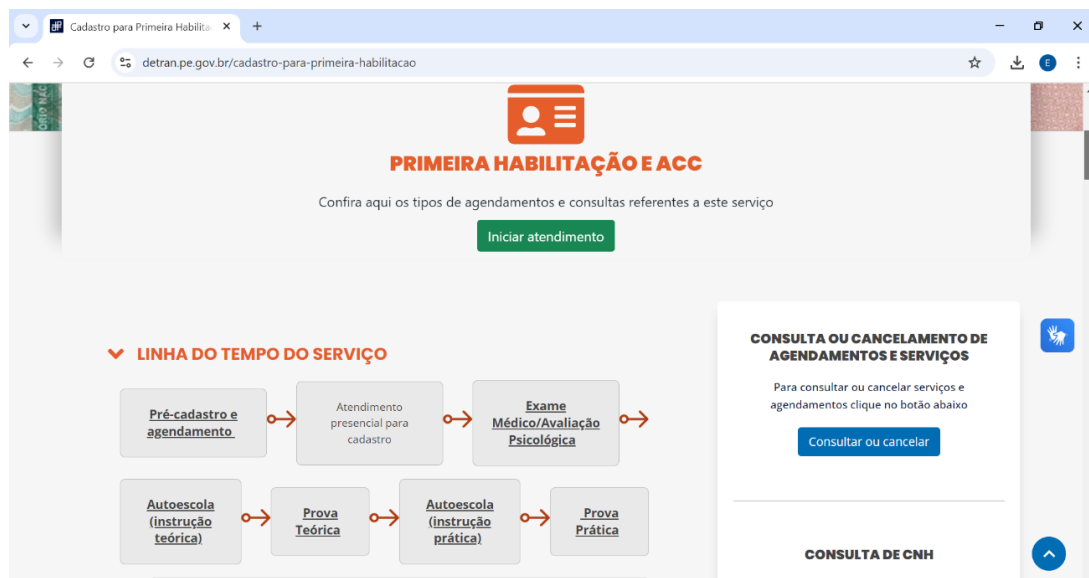 Cadastro para Primeira Habilita
detran.pe.gov.br/cadastro-para-primeira-habilitacao
E
PRIMEIRA HABILITAÇÃO E ACC
Confira aqui os tipos de agendamentos e consultas referentes a este serviço
Iniciar atendimento
LINHA DO TEMPO DO SERVIÇO
Pré-cadastro e
agendamento
Atendimento
presencial para
cadastro
Exame
Médico/Avaliação
Psicológica
Autoescola
(instrução
teórica)
Prova
Teórica
Autoescola
(instrução
prática)
Prova
Prática
CONSULTA OU CANCELAMENTO DE
AGENDAMENTOS E SERVIÇOS
Para consultar ou cancelar serviços e
agendamentos clique no botão abaixo
Consultar ou cancelar
CONSULTA DE CNH